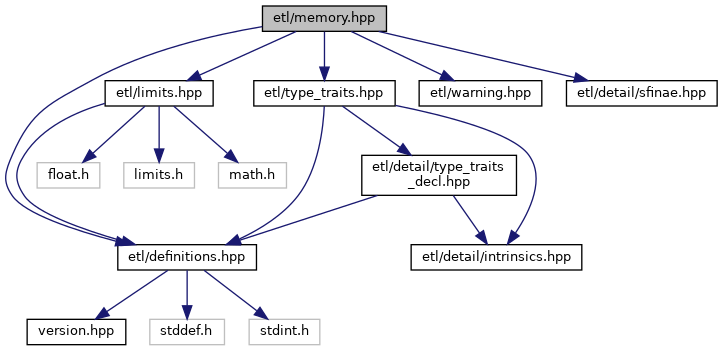 etl/memory.hpp
etl/limits.hpp
etl/type_traits.hpp
etl/warning.hpp
etl/detail/sfinae.hpp
float.h
limits.h
math.h
etl/detail/type_traits
_decl.hpp
etl/definitions.hpp
etl/detail/intrinsics.hpp
version.hpp
stddef.h
stdint.h